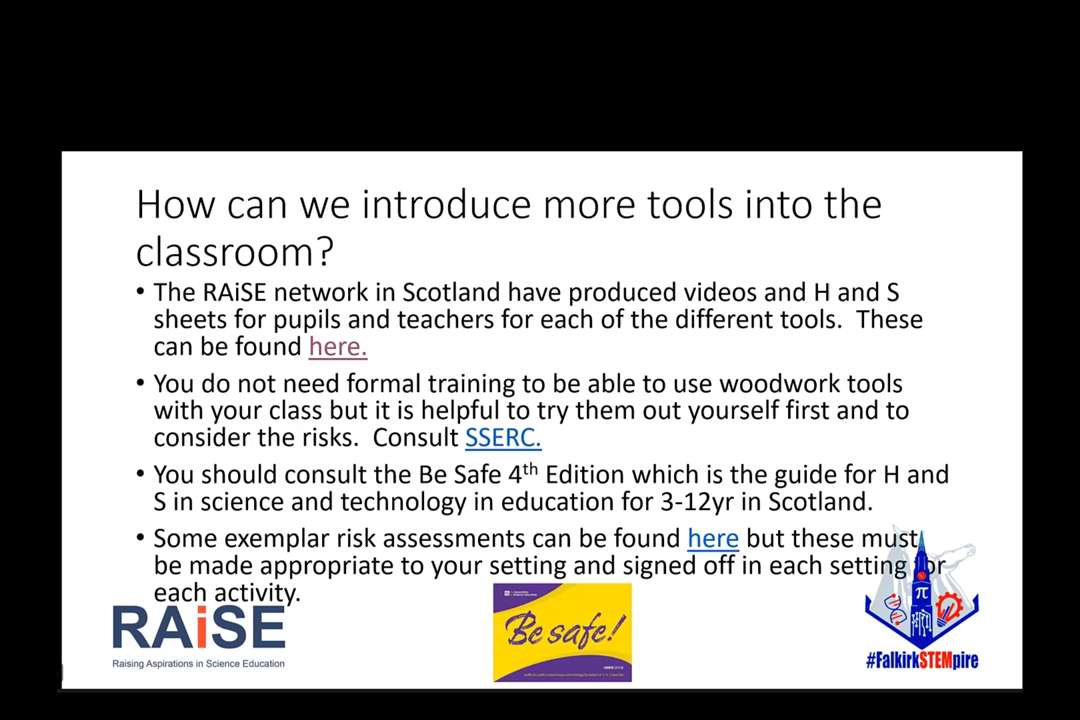 How can we introduce more tools into the
classroom?
• The RAiSE network in Scotland have produced videos and H and S
sheets for pupils and teachers for each of the different tools.  These
can be found here.
• You do not need formal training to be able to use woodwork tools
with your class but it is helpful to try them out yourself first and to
consider the risks.  Consult SSERC.
• You should consult the Be Safe 4th Edition which is the guide for H and
S in science and technology in education for 3-12yr in Scotland.
• Some exemplar risk assessments can be found here but these must
be made appropriate to your setting and signed off in each setting for
each activity.
RAiSE
Raising Aspirations in Science Education
Be safe!
π
#FalkirkSTEMpire